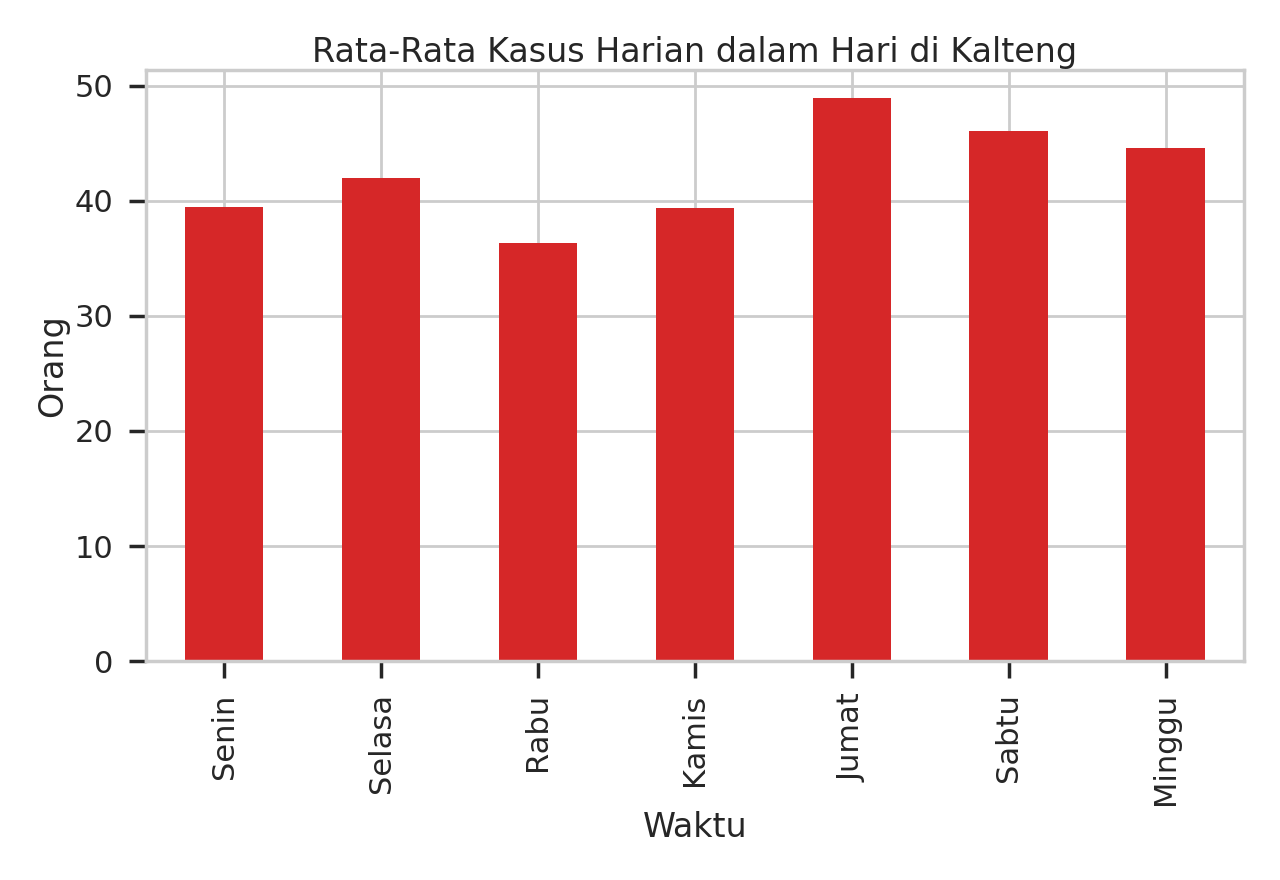 Rata-Rata Kasus Harian dalam Hari di Kalteng
Orang
50
40
30
20
10
0
Senin
Selasa
Rabu
Kamis
Jumat
Sabtu
Minggu
Waktu